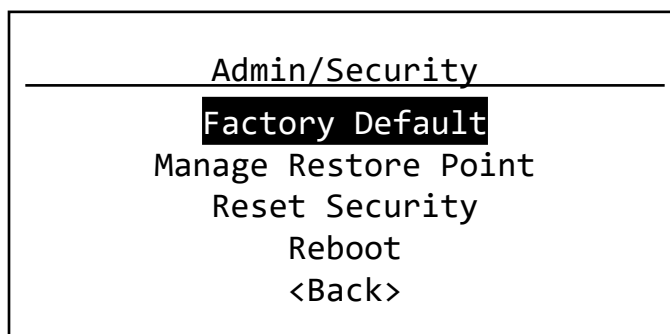 Admin/Security
Factory Default
Manage Restore Point
Reset Security
Reboot
<Back>